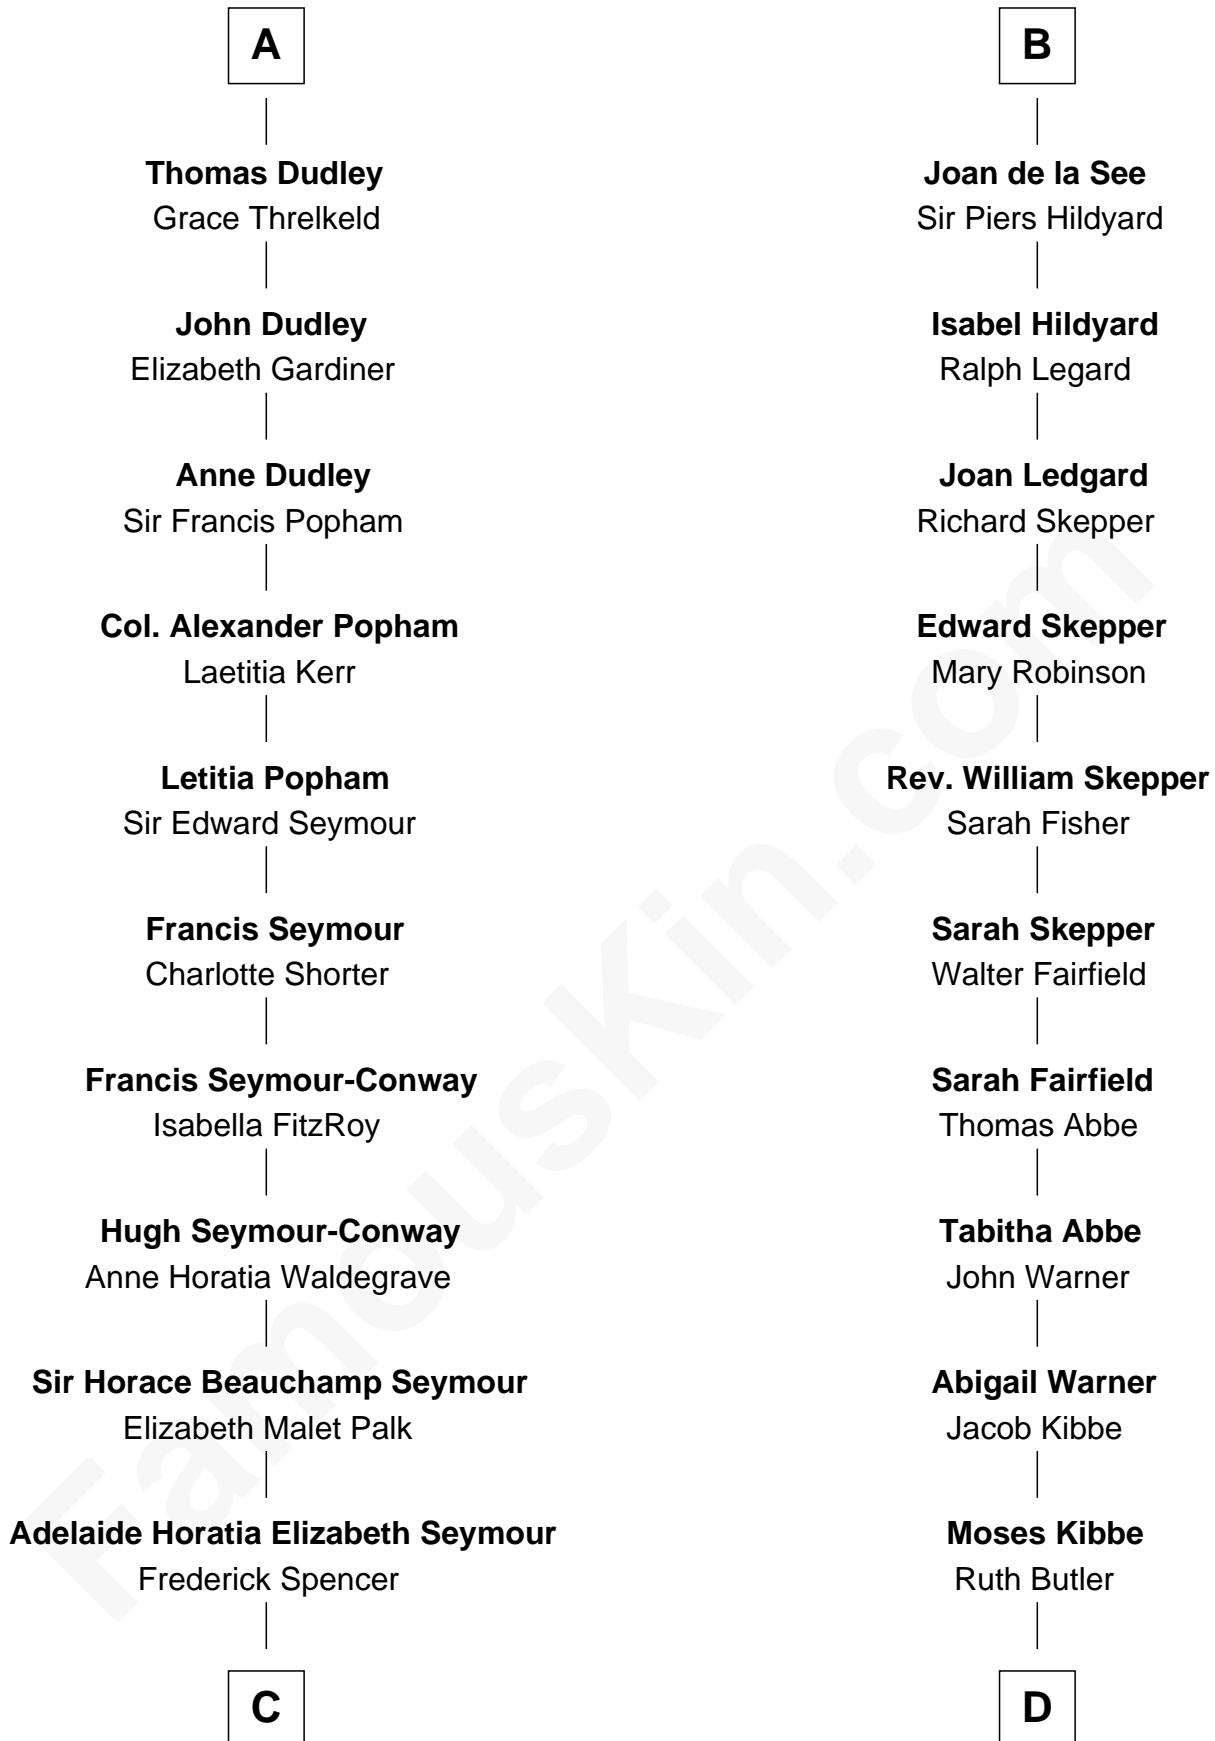 A
Thomas Dudley
Grace Threlkeld
John Dudley
Elizabeth Gardiner
Anne Dudley
Sir Francis Popham
Col. Alexander Popham
Laetitia Kerr
Letitia Popham
Sir Edward Seymour
Francis Seymour
Charlotte Shorter
Francis Seymour-Conway
Isabella FitzRoy
Hugh Seymour-Conway
Anne Horatia Waldegrave
Sir Horace Beauchamp Seymour
Elizabeth Malet Palk
Adelaide Horatia Elizabeth Seymour
Frederick Spencer
C
B
Joan de la See
Sir Piers Hildyard
Isabel Hildyard
Ralph Legard
Joan Ledgard
Richard Skepper
Edward Skepper
Mary Robinson
Rev. William Skepper
Sarah Fisher
Sarah Skepper
Walter Fairfield
Sarah Fairfield
Thomas Abbe
Tabitha Abbe
John Warner
Abigail Warner
Jacob Kibbe
Moses Kibbe
Ruth Butler
D
FamousKin.com